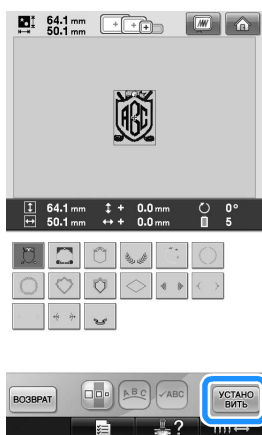 64.1 mm
50.1 mm
ABC
64.1 mm + 0.0 mm 0°
50.1 mm + 0.0 mm 5
ВОЗВРАТ
ABC
ABC
УСТАНО
ВИТЬ
?